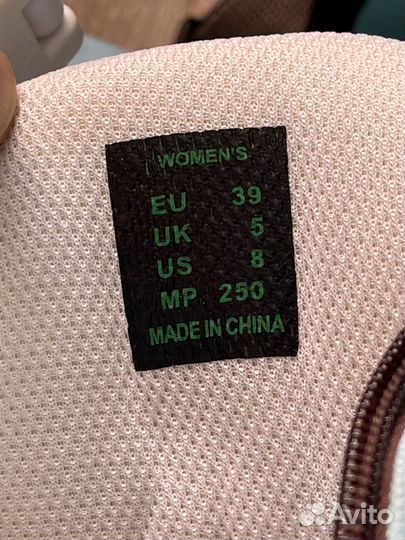 WOMEN'S
EU 39
UK 5
US 8
MP 250
MADE IN CHINA
Avito